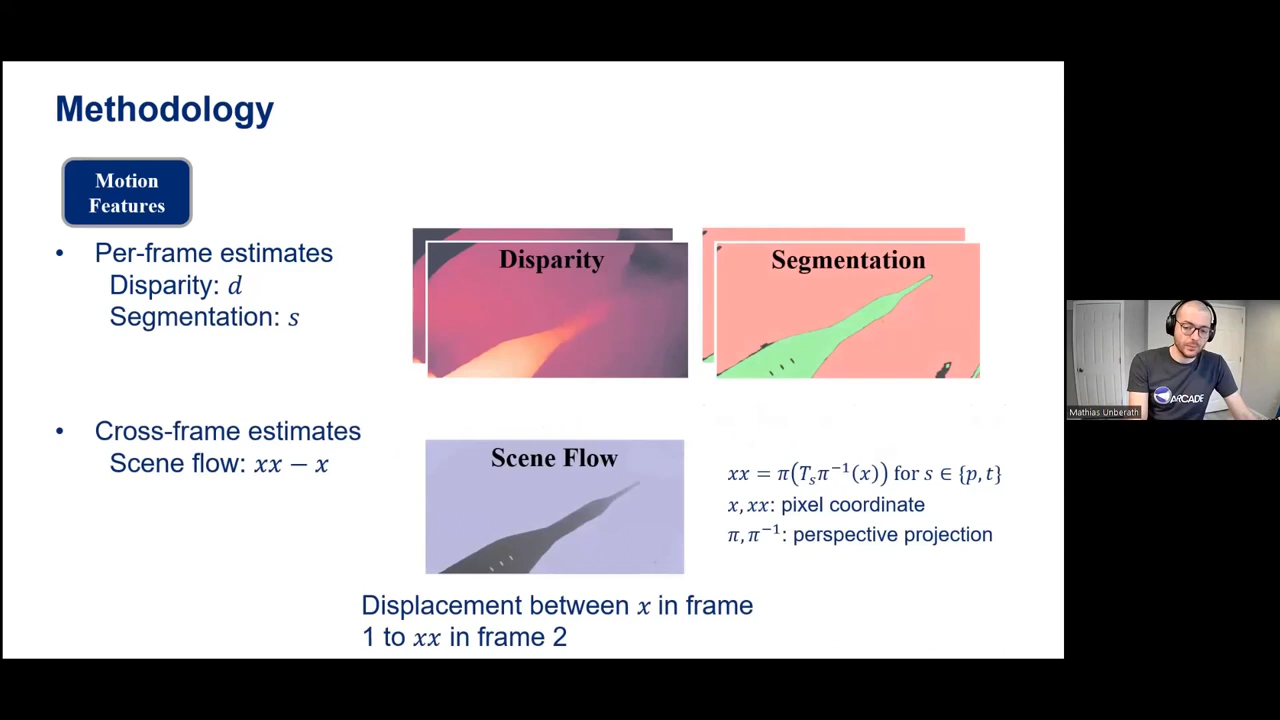 Methodology
Motion
Features
• Per-frame estimates
Disparity: d
Segmentation: s
Disparity
Segmentation
• Cross-frame estimates
Scene flow: xx − x
Scene Flow
xx = π(Tₛπ⁻¹(x)) for s ∈ {p, t}
x, xx: pixel coordinate
π, π⁻¹: perspective projection
Displacement between x in frame
1 to xx in frame 2
ARCADE
Mathias Unberath